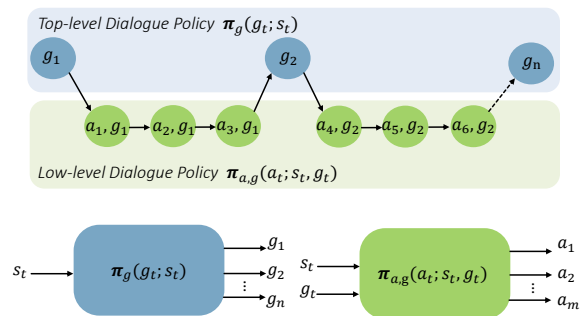 Top-level Dialogue Policy π_g(g_t; s_t)
g_1 g_2 g_n
a_1, g_1 a_2, g_1 a_3, g_1 a_4, g_2 a_5, g_2 a_6, g_2
Low-level Dialogue Policy π_{a,g}(a_t; s_t, g_t)
s_t
π_g(g_t; s_t)
g_1
g_2
⋮
g_n
s_t
g_t
π_{a,g}(a_t; s_t, g_t)
a_1
a_2
⋮
a_m